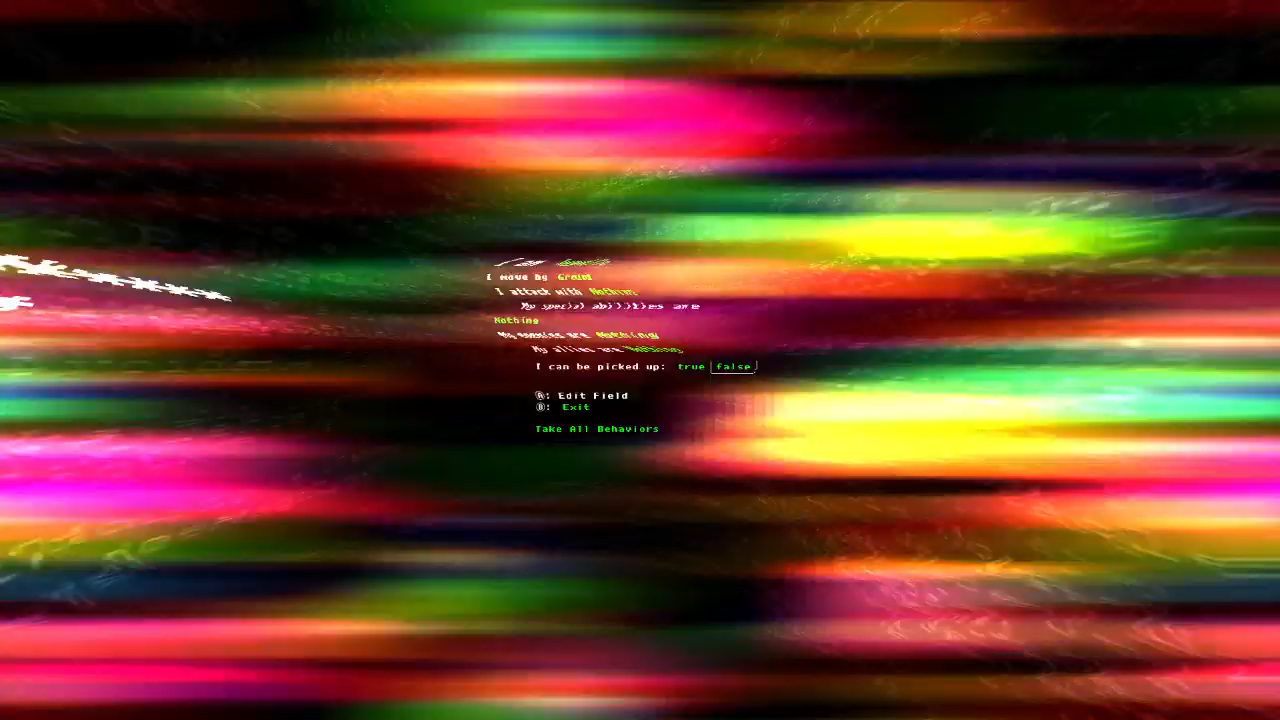 I move by
I attack with Nothing
My special abilities are
Nothing
My enemies are Nothing
My allies are Nothing
I can be picked up: true false
Ⓐ: Edit Field
Ⓑ: Exit
Take All Behaviors